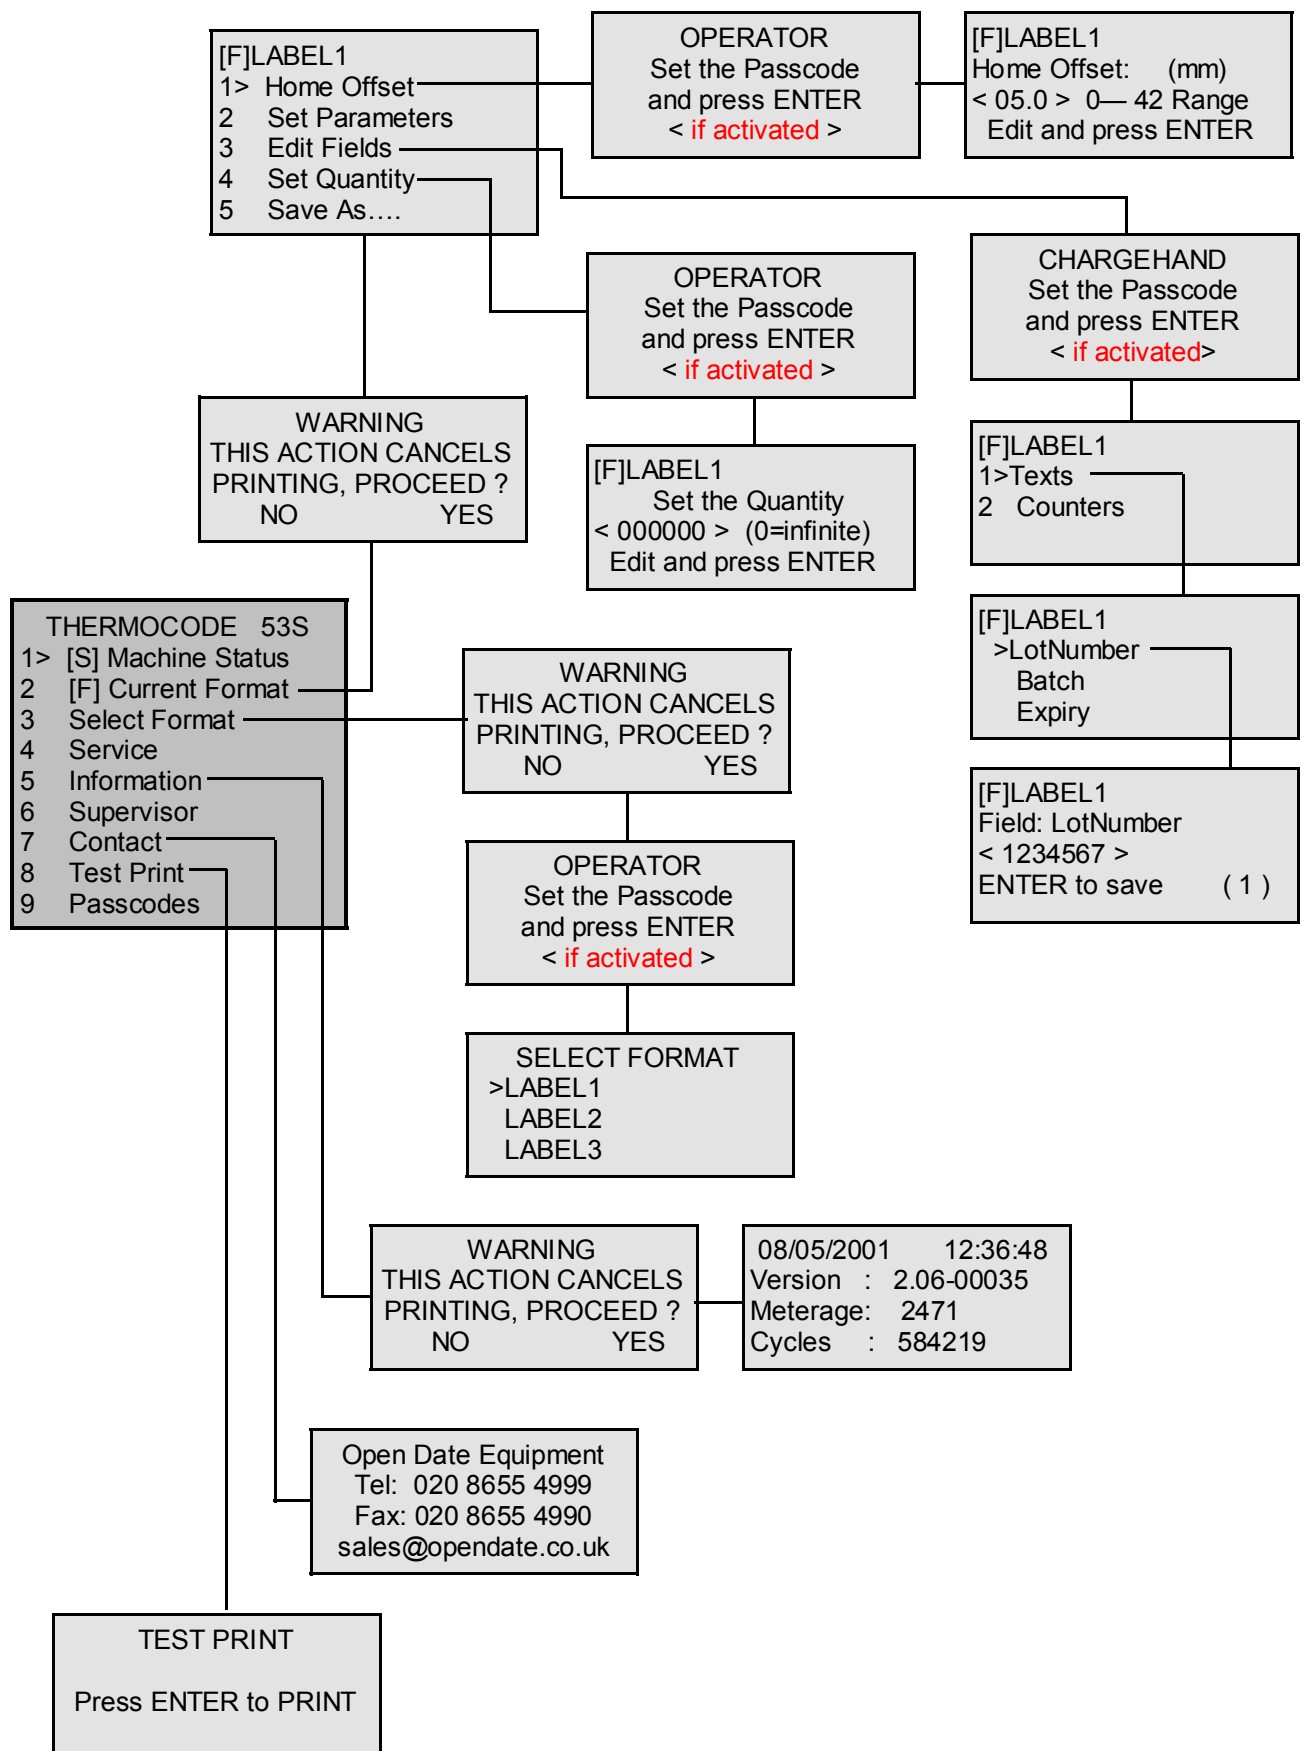 [F]LABEL1
1> Home Offset
2 Set Parameters
3 Edit Fields
4 Set Quantity
5 Save As....
OPERATOR
Set the Passcode
and press ENTER
< if activated >
[F]LABEL1
Home Offset: (mm)
< 05.0 > 0— 42 Range
Edit and press ENTER
OPERATOR
Set the Passcode
and press ENTER
< if activated >
CHARGEHAND
Set the Passcode
and press ENTER
< if activated>
WARNING
THIS ACTION CANCELS
PRINTING, PROCEED ?
NO YES
[F]LABEL1
Set the Quantity
< 000000 > (0=infinite)
Edit and press ENTER
[F]LABEL1
1>Texts
2 Counters
[F]LABEL1
>LotNumber
Batch
Expiry
[F]LABEL1
Field: LotNumber
< 1234567 >
ENTER to save ( 1 )
THERMOCODE 53S
1> [S] Machine Status
2 [F] Current Format
3 Select Format
4 Service
5 Information
6 Supervisor
7 Contact
8 Test Print
9 Passcodes
WARNING
THIS ACTION CANCELS
PRINTING, PROCEED ?
NO YES
OPERATOR
Set the Passcode
and press ENTER
< if activated >
SELECT FORMAT
>LABEL1
LABEL2
LABEL3
WARNING
THIS ACTION CANCELS
PRINTING, PROCEED ?
NO YES
08/05/2001 12:36:48
Version : 2.06-00035
Meterage: 2471
Cycles : 584219
Open Date Equipment
Tel: 020 8655 4999
Fax: 020 8655 4990
sales@opendate.co.uk
TEST PRINT
Press ENTER to PRINT